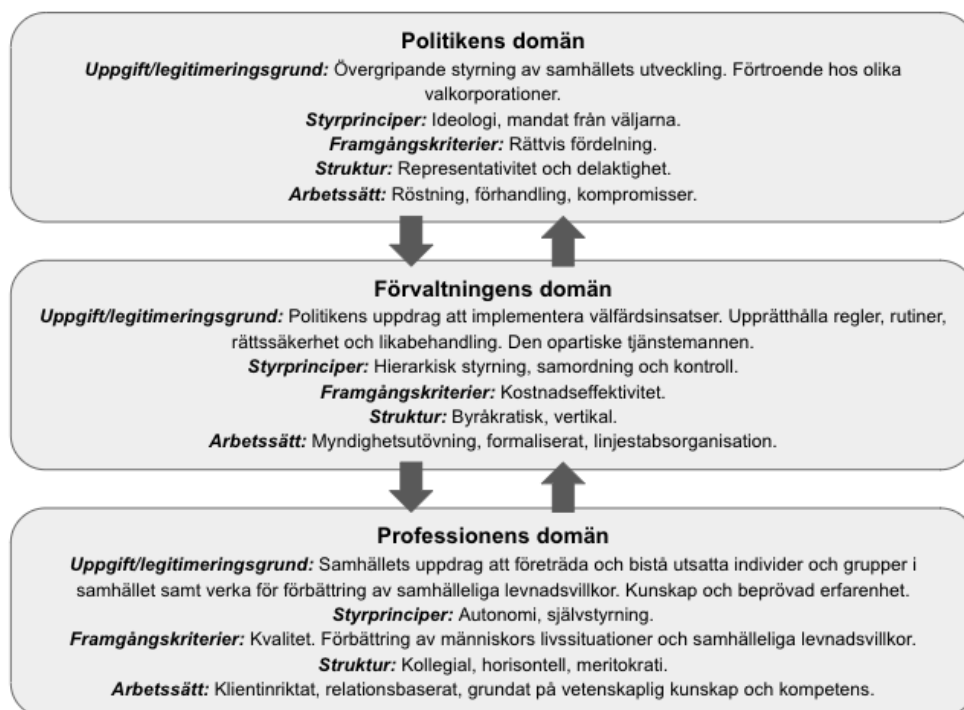 Politikens domän
Uppgift/legitimeringsgrund: Övergripande styrning av samhällets utveckling. Förtroende hos olika
valkorporationer.
Styrprinciper: Ideologi, mandat från väljarna.
Framgångskriterier: Rättvis fördelning.
Struktur: Representativitet och delaktighet.
Arbetssätt: Röstning, förhandling, kompromisser.
Förvaltningens domän
Uppgift/legitimeringsgrund: Politikens uppdrag att implementera välfärdsinsatser. Upprätthålla regler, rutiner,
rättssäkerhet och likabehandling. Den opartiske tjänstemannen.
Styrprinciper: Hierarkisk styrning, samordning och kontroll.
Framgångskriterier: Kostnadseffektivitet.
Struktur: Byråkratisk, vertikal.
Arbetssätt: Myndighetsutövning, formaliserat, linjestabsorganisation.
Professionens domän
Uppgift/legitimeringsgrund: Samhällets uppdrag att företräda och bistå utsatta individer och grupper i
samhället samt verka för förbättring av samhälleliga levnadsvillkor. Kunskap och beprövad erfarenhet.
Styrprinciper: Autonomi, självstyrning.
Framgångskriterier: Kvalitet. Förbättring av människors livssituationer och samhälleliga levnadsvillkor.
Struktur: Kollegial, horisontell, meritokrati.
Arbetssätt: Klientinriktat, relationsbaserat, grundat på vetenskaplig kunskap och kompetens.